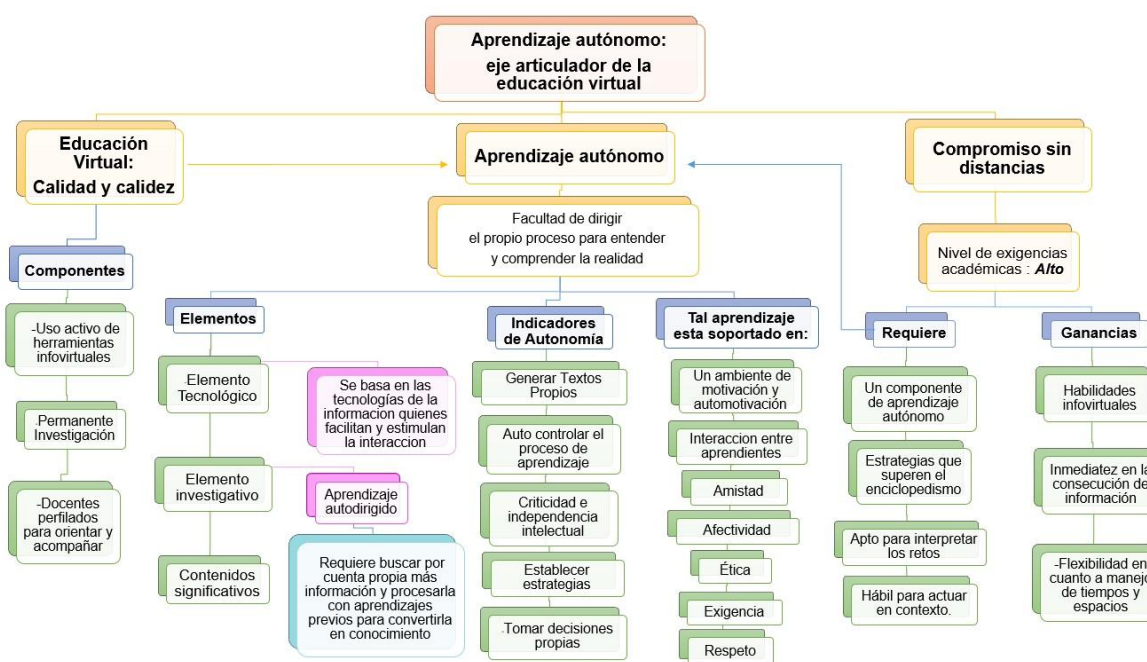 Aprendizaje autónomo:
eje articulador de la
educación virtual
Educación
Virtual:
Calidad y calidez
Aprendizaje autónomo
Compromiso sin
distancias
Facultad de dirigir
el propio proceso para entender
y comprender la realidad
Nivel de exigencias
académicas : Alto
Componentes
-Uso activo de
herramientas
infovirtuales
.Permanente
Investigación
-Docentes
perfilados
para orientar y
acompañar
Elementos
.Elemento
Tecnológico
Se basa en las
tecnologías de la
informacion quienes
facilitan y estimulan
la interaccion
Elemento
investigativo
Aprendizaje
autodirigido
Requiere buscar por
cuenta propia más
información y procesarla
con aprendizajes
previos para convertirla
en conocimiento
Contenidos
significativos
Indicadores
de Autonomía
Generar Textos
Propios
Auto controlar el
proceso de
aprendizaje
Criticidad e
independencia
intelectual
Establecer
estrategias
.Tomar decisiones
propias
Tal aprendizaje
esta soportado en:
Un ambiente de
motivación y
automotivación
Interaccion entre
aprendientes
Amistad
Afectividad
Ética
Exigencia
Respeto
Requiere
Un componente
de aprendizaje
autónomo
Estrategias que
superen el
enciclopedismo
Apto para interpretar
los retos
Hábil para actuar
en contexto.
Ganancias
Habilidades
infovirtuales
Inmediatez en la
consecución de
información
-Flexibilidad en
cuanto a manejo
de tiempos y
espacios